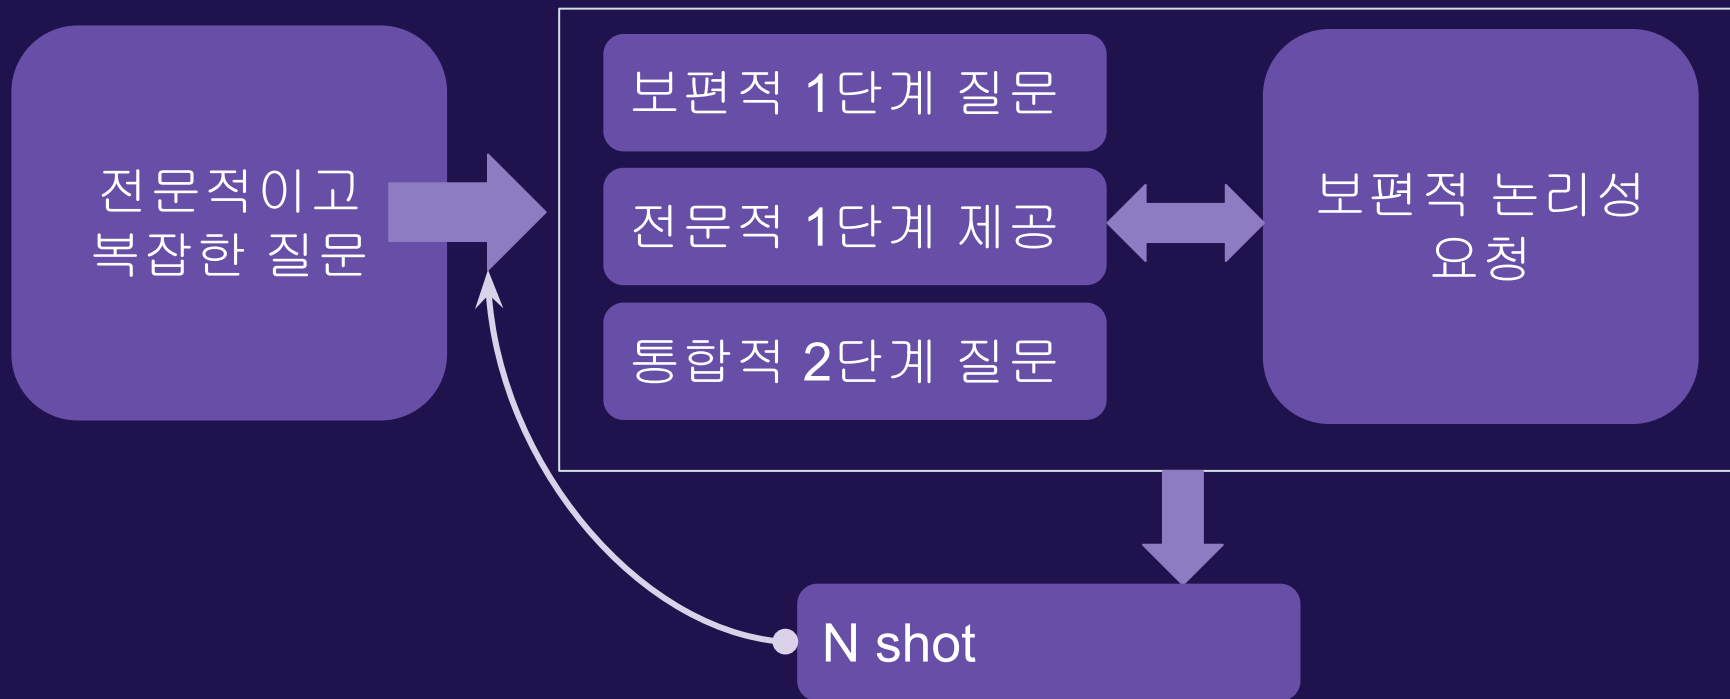 전문적이고
복잡한 질문
보편적 1단계 질문
전문적 1단계 제공
통합적 2단계 질문
보편적 논리성
요청
N shot